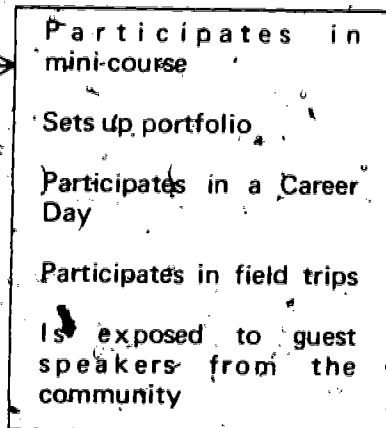 Participates in
mini-course
Sets up portfolio
Participates in a Career
Day
Participates in field trips
Is exposed to guest
speakers from the
community